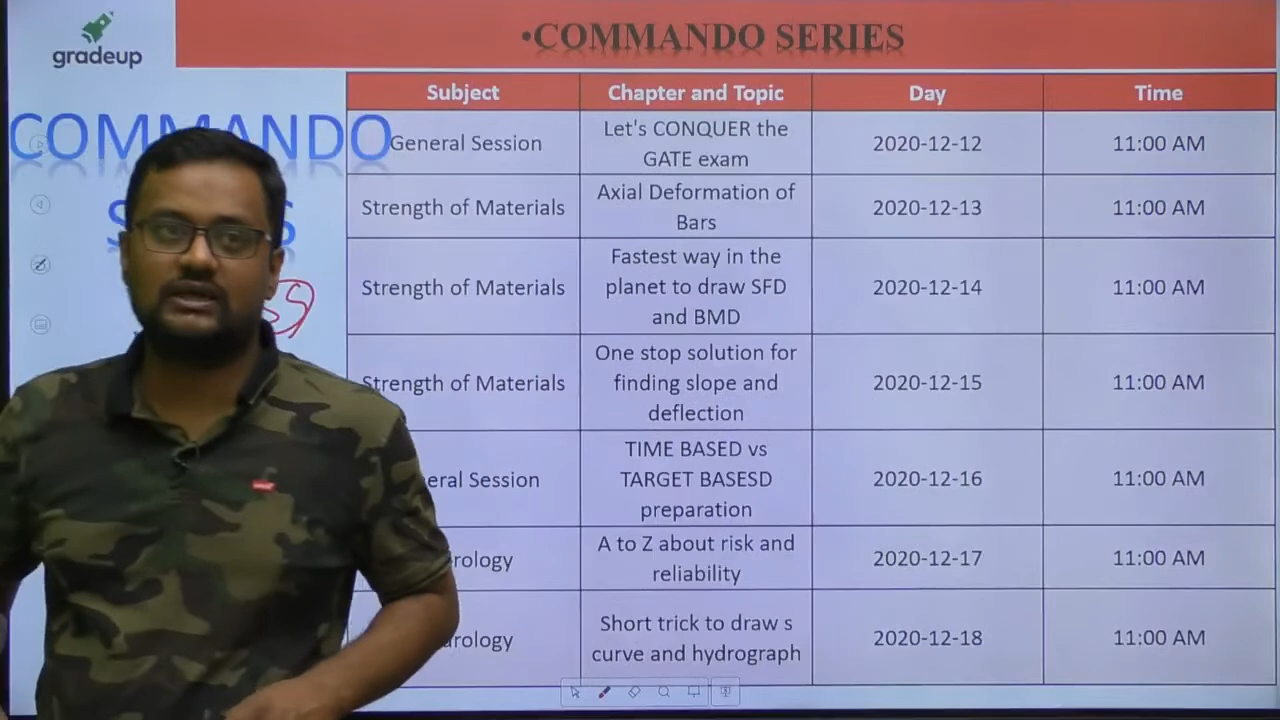 gradeup
•COMMANDO SERIES
COMMANDO
Subject
Chapter and Topic
Day
Time
General Session
Let's CONQUER the
GATE exam
2020-12-12
11:00 AM
Strength of Materials
Axial Deformation of
Bars
2020-12-13
11:00 AM
Strength of Materials
Fastest way in the
planet to draw SFD
and BMD
2020-12-14
11:00 AM
Strength of Materials
One stop solution for
finding slope and
deflection
2020-12-15
11:00 AM
eral Session
TIME BASED vs
TARGET BASESD
preparation
2020-12-16
11:00 AM
rology
A to Z about risk and
reliability
2020-12-17
11:00 AM
rology
Short trick to draw s
curve and hydrograph
2020-12-18
11:00 AM